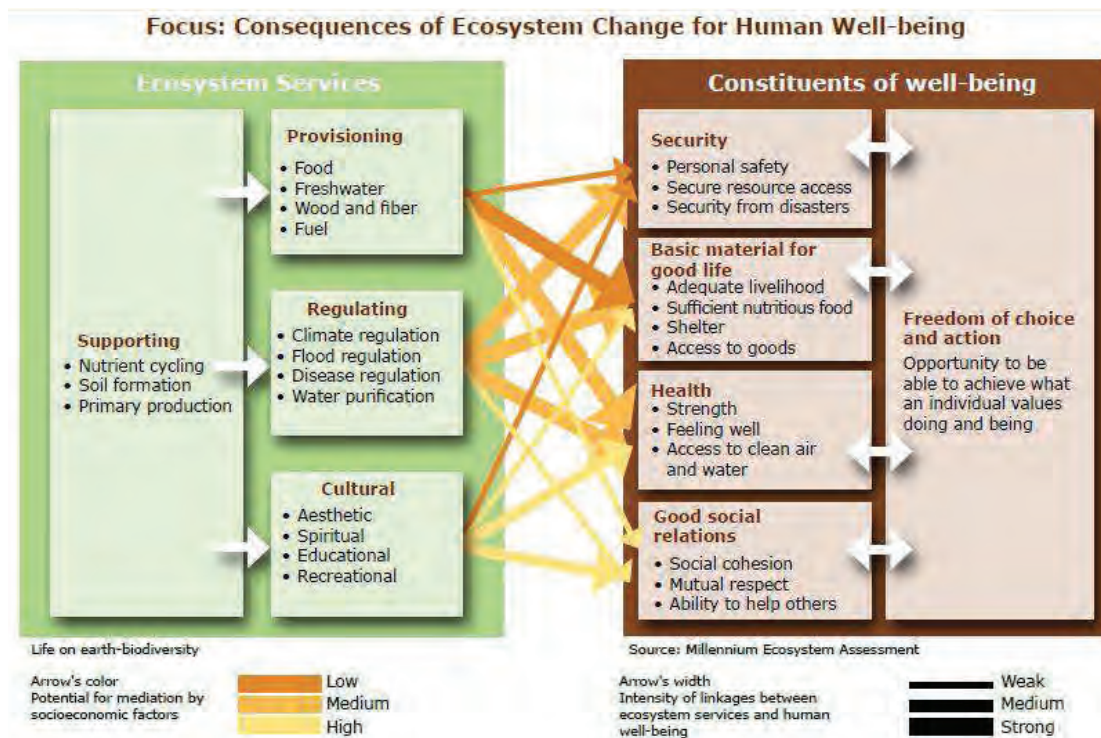 Focus: Consequences of Ecosystem Change for Human Well-being
Ecosystem Services
Supporting
• Nutrient cycling
• Soil formation
• Primary production
Provisioning
• Food
• Freshwater
• Wood and fiber
• Fuel
Regulating
• Climate regulation
• Flood regulation
• Disease regulation
• Water purification
Cultural
• Aesthetic
• Spiritual
• Educational
• Recreational
Constituents of well-being
Security
• Personal safety
• Secure resource access
• Security from disasters
Basic material for
good life
• Adequate livelihood
• Sufficient nutritious food
• Shelter
• Access to goods
Health
• Strength
• Feeling well
• Access to clean air
and water
Good social
relations
• Social cohesion
• Mutual respect
• Ability to help others
Freedom of choice
and action
Opportunity to be
able to achieve what
an individual values
doing and being
Life on earth-biodiversity
Source: Millennium Ecosystem Assessment
Arrow's color
Potential for mediation by
socioeconomic factors
Low
Medium
High
Arrow's width
Intensity of linkages between
ecosystem services and human
well-being
Weak
Medium
Strong